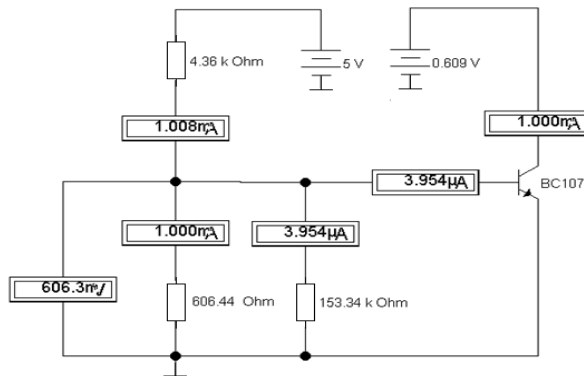 4.36 k Ohm
5 V
0.609 V
1.008mA
1.000mA
3.954µA
BC107
1.000mA
3.954µA
606.3mV
606.44 Ohm
153.34 k Ohm